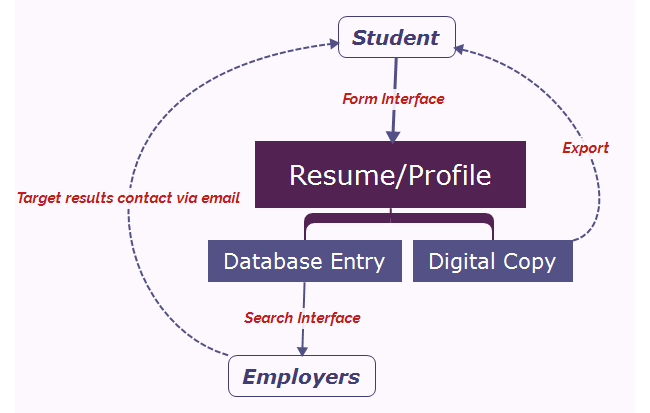 Student
Form Interface
Export
Resume/Profile
Target results contact via email
Database Entry
Digital Copy
Search Interface
Employers